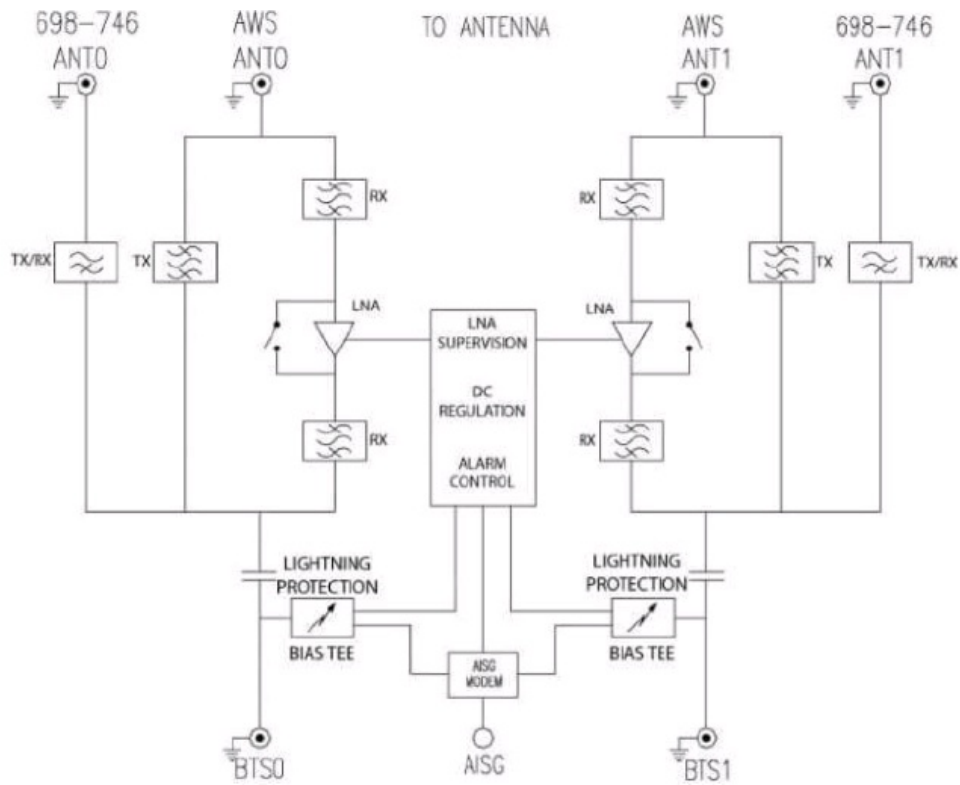 698-746
ANT0
AWS
ANT0
TO ANTENNA
AWS
ANT1
698-746
ANT1
RX
RX
TX/RX
TX
TX
TX/RX
LNA
LNA
LNA
SUPERVISION
DC
REGULATION
ALARM
CONTROL
RX
RX
LIGHTNING
PROTECTION
LIGHTNING
PROTECTION
BIAS TEE
BIAS TEE
AISG
MODEM
BTS0
AISG
BTS1